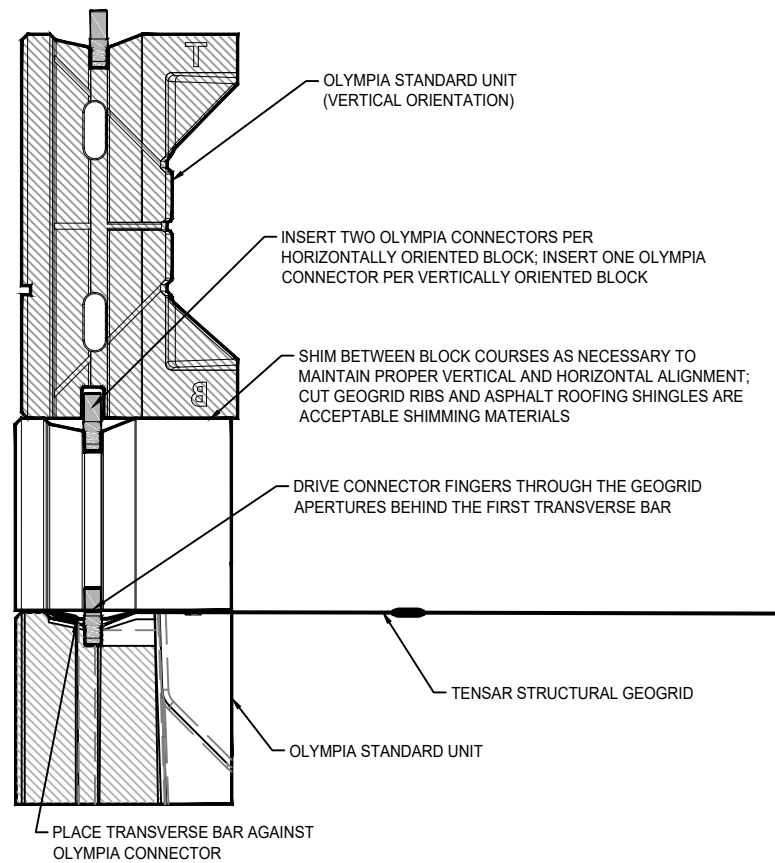 T
OLYMPIA STANDARD UNIT
(VERTICAL ORIENTATION)
INSERT TWO OLYMPIA CONNECTORS PER
HORIZONTALLY ORIENTED BLOCK; INSERT ONE OLYMPIA
CONNECTOR PER VERTICALLY ORIENTED BLOCK
SHIM BETWEEN BLOCK COURSES AS NECESSARY TO
MAINTAIN PROPER VERTICAL AND HORIZONTAL ALIGNMENT;
CUT GEOGRID RIBS AND ASPHALT ROOFING SHINGLES ARE
ACCEPTABLE SHIMMING MATERIALS
B
DRIVE CONNECTOR FINGERS THROUGH THE GEOGRID
APERTURES BEHIND THE FIRST TRANSVERSE BAR
TENSAR STRUCTURAL GEOGRID
OLYMPIA STANDARD UNIT
PLACE TRANSVERSE BAR AGAINST
OLYMPIA CONNECTOR